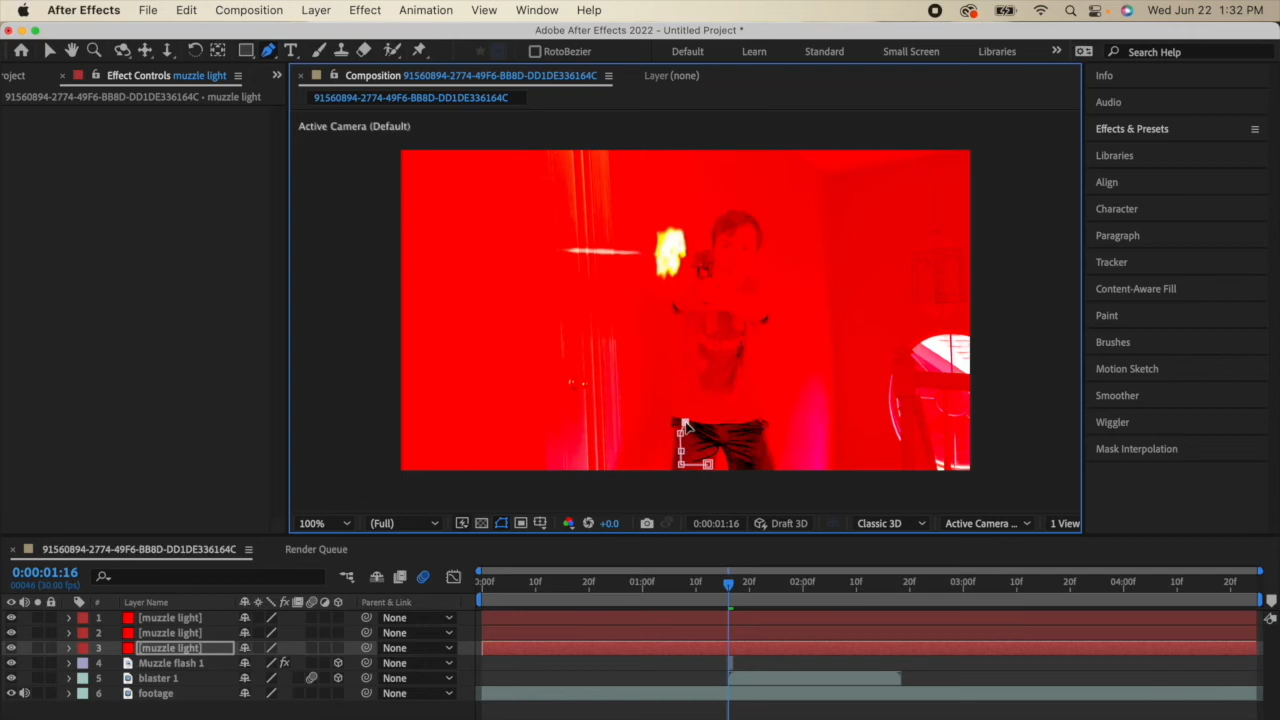 After Effects File Edit Composition Layer Effect Animation View Window Help Wed Jun 22 1:32 PM
Adobe After Effects 2022 - Untitled Project *
RotoBezier Default Learn Standard Small Screen Libraries Search Help
oject Effect Controls muzzle light Composition 91560894-2774-49F6-BB8D-DD1DE336164C Layer (none)
91560894-2774-49F6-BB8D-DD1DE336164C • muzzle light
91560894-2774-49F6-BB8D-DD1DE336164C
Active Camera (Default)
Info
Audio
Effects & Presets
Libraries
Align
Character
Paragraph
Tracker
Content-Aware Fill
Paint
Brushes
Motion Sketch
Smoother
Wiggler
Mask Interpolation
100% (Full) +0.0 0:00:01:16 Draft 3D Classic 3D Active Camera ... 1 View
91560894-2774-49F6-BB8D-DD1DE336164C Render Queue
0:00:01:16
00046 (30.00 fps)
:00f 10f 20f 01:00f 10f 20f 02:00f 10f 20f 03:00f 10f 20f 04:00f 10f 20f
# Layer Name fx Parent & Link
1 [muzzle light] None
2 [muzzle light] None
3 [muzzle light] None
4 Muzzle flash 1 fx None
5 blaster 1 None
6 footage None